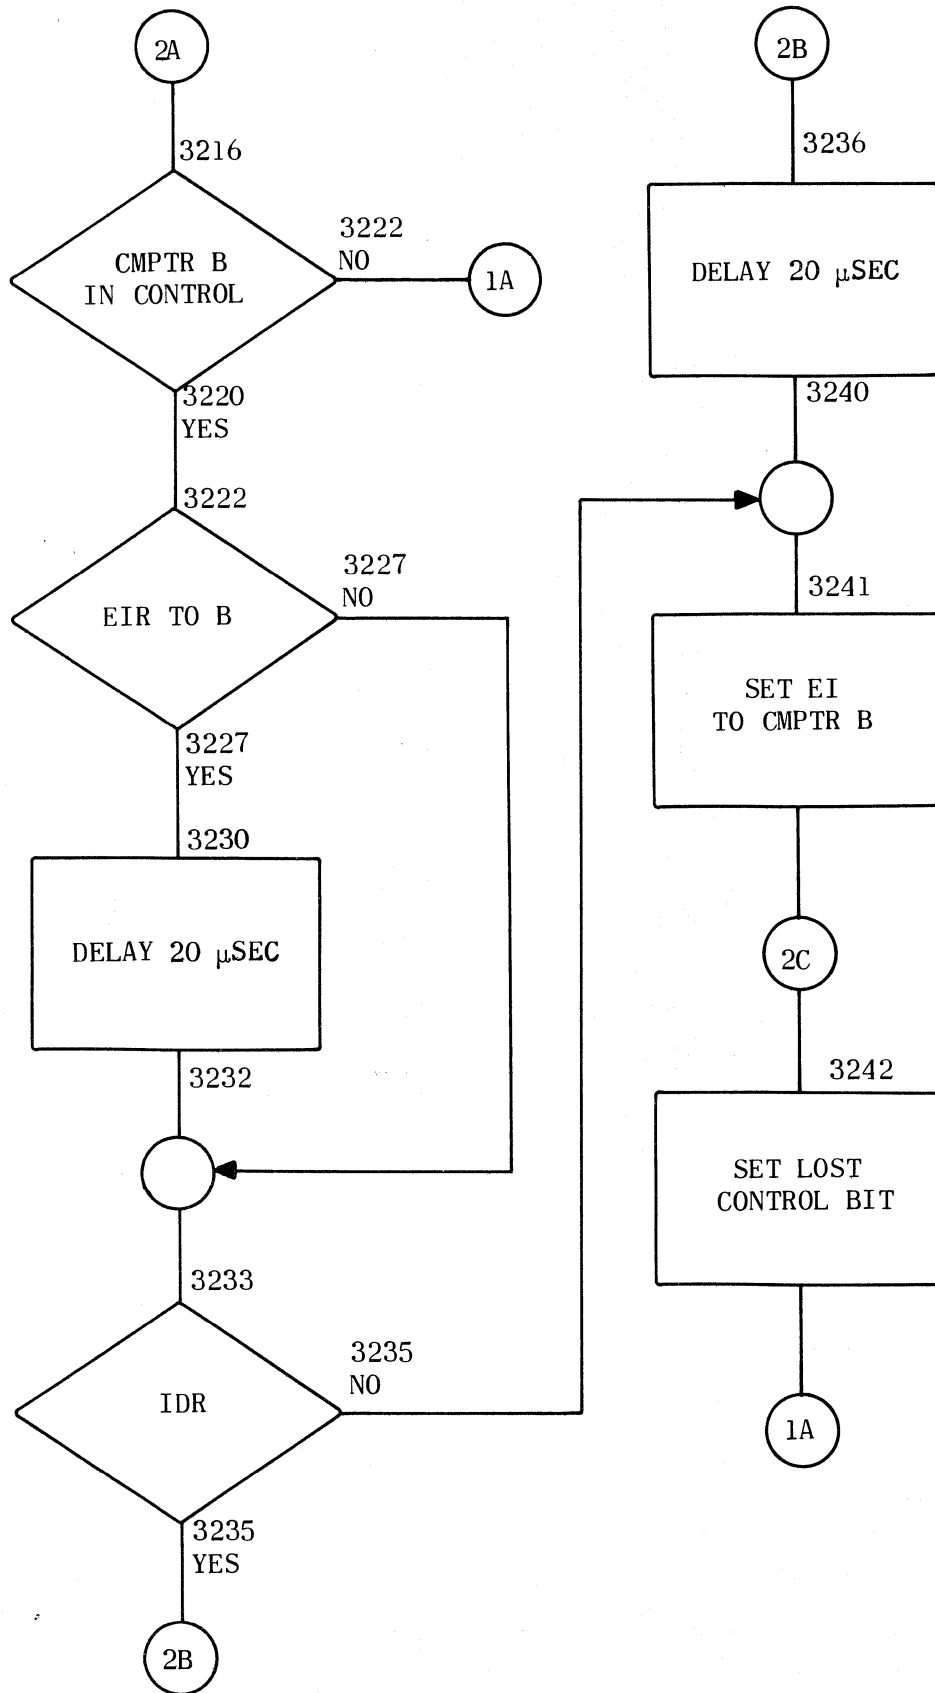 2A
3216
CMPTR B
IN CONTROL
3222
NO
1A
3220
YES
3222
EIR TO B
3227
NO
3227
YES
3230
DELAY 20 μSEC
3232
3233
IDR
3235
NO
3235
YES
2B
2B
3236
DELAY 20 μSEC
3240
3241
SET EI
TO CMPTR B
2C
3242
SET LOST
CONTROL BIT
1A